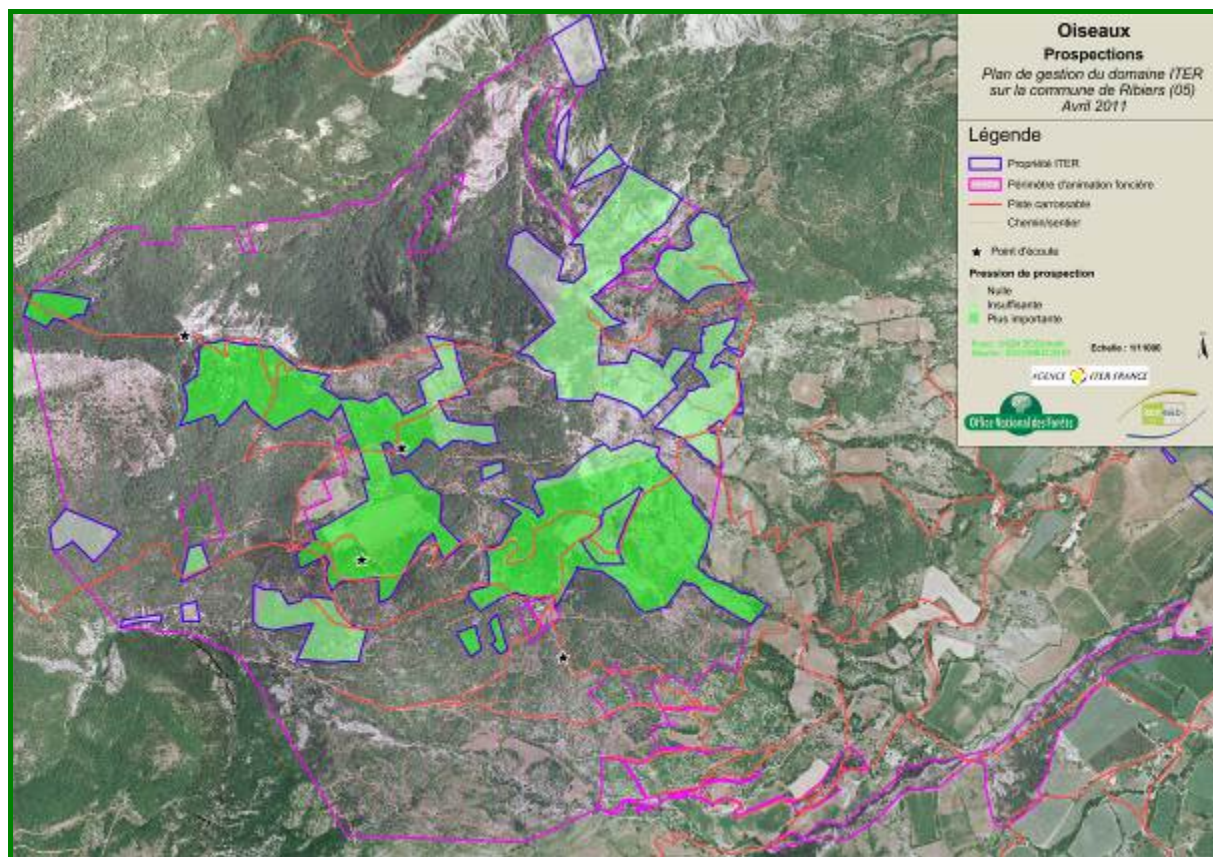 Oiseaux
Prospections
Plan de gestion du domaine ITER
sur la commune de Ribiers (05)
Avril 2011
Légende
Propriété ITER
Périmètre d'animation foncière
Piste carrossable
Chemin/sentier
Point d'écoute
Pression de prospection
Nulle
Insuffisante
Plus importante
Echelle : 1/11000
AGENCE ITER FRANCE
Office National des Forêts